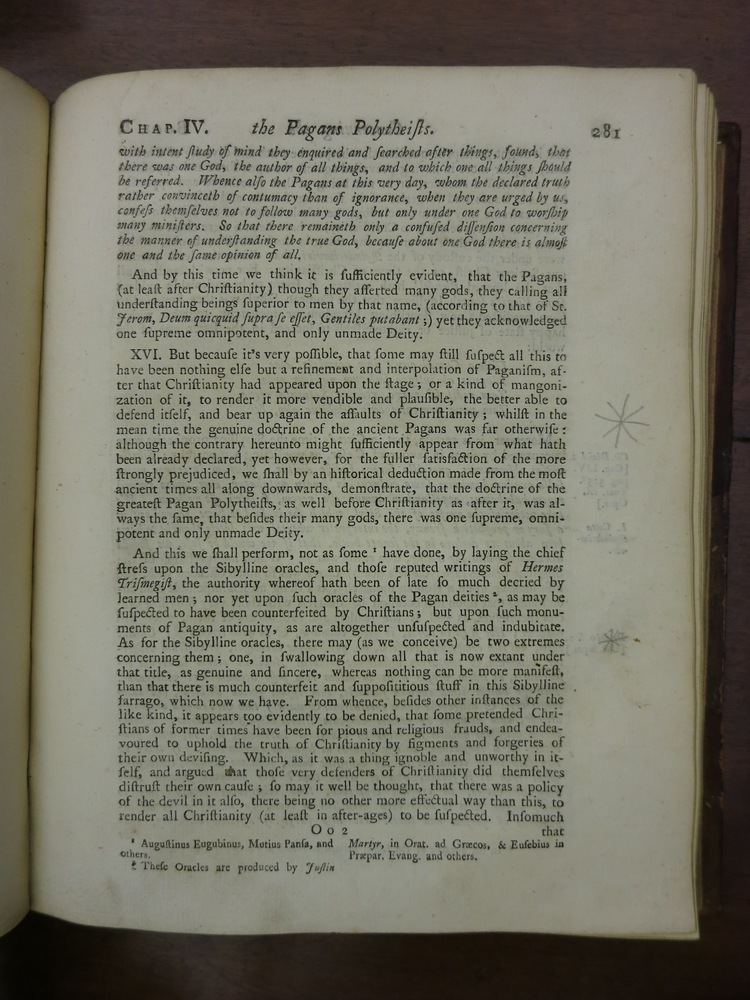 CHAP. IV. the Pagans Polytheiſts. 281
with intent ſtudy of mind they enquired and ſearched after things, found, that
there was one God, the author of all things, and to which one all things ſhould
be referred. Whence alſo the Pagans at this very day, whom the declared truth
rather convinceth of contumacy than of ignorance, when they are urged by us,
confeſs themſelves not to follow many gods, but only under one God to worſhip
many miniſters. So that there remaineth only a confuſed diſſenſion concerning
the manner of underſtanding the true God, becauſe about one God there is almoſt
one and the ſame opinion of all.
And by this time we think it is ſufficiently evident, that the Pagans,
(at leaſt after Chriſtianity) though they aſſerted many gods, they calling all
underſtanding beings ſuperior to men by that name, (according to that of St.
Jerom, Deum quicquid ſupra ſe eſſet, Gentiles putabant;) yet they acknowledged
one ſupreme omnipotent, and only unmade Deity.
XVI. But becauſe it's very poſſible, that ſome may ſtill ſuſpect all this to
have been nothing elſe but a refinement and interpolation of Paganiſm, af-
ter that Chriſtianity had appeared upon the ſtage; or a kind of mangoni-
zation of it, to render it more vendible and plauſible, the better able to
defend itſelf, and bear up again the aſſaults of Chriſtianity; whilſt in the
mean time the genuine doctrine of the ancient Pagans was far otherwiſe:
although the contrary hereunto might ſufficiently appear from what hath
been already declared, yet however, for the fuller ſatisfaction of the more
ſtrongly prejudiced, we ſhall by an hiſtorical deduction made from the moſt
ancient times all along downwards, demonſtrate, that the doctrine of the
greateſt Pagan Polytheiſts, as well before Chriſtianity as after it, was al-
ways the ſame, that beſides their many gods, there was one ſupreme, omni-
potent and only unmade Deity.
And this we ſhall perform, not as ſome ¹ have done, by laying the chief
ſtreſs upon the Sibylline oracles, and thoſe reputed writings of Hermes
Triſmegiſt, the authority whereof hath been of late ſo much decried by
learned men; nor yet upon ſuch oracles of the Pagan deities ², as may be
ſuſpected to have been counterfeited by Chriſtians; but upon ſuch monu-
ments of Pagan antiquity, as are altogether unſuſpected and indubitate.
As for the Sibylline oracles, there may (as we conceive) be two extremes
concerning them; one, in ſwallowing down all that is now extant under
that title, as genuine and ſincere, whereas nothing can be more manifeſt,
than that there is much counterfeit and ſuppoſititious ſtuff in this Sibylline
farrago, which now we have. From whence, beſides other inſtances of the
like kind, it appears too evidently to be denied, that ſome pretended Chri-
ſtians of former times have been for pious and religious frauds, and endea-
voured to uphold the truth of Chriſtianity by figments and forgeries of
their own deviſing. Which, as it was a thing ignoble and unworthy in it-
ſelf, and argued that thoſe very defenders of Chriſtianity did themſelves
diſtruſt their own cauſe; ſo may it well be thought, that there was a policy
of the devil in it alſo, there being no other more effectual way than this, to
render all Chriſtianity (at leaſt in after-ages) to be ſuſpected. Inſomuch
O o 2 that
¹ Auguſtinus Eugubinus, Mutius Panſa, and
others.
² Theſe Oracles are produced by Juſtin
Martyr, in Orat. ad Græcos, & Euſebius in
Præpar. Evang. and others.